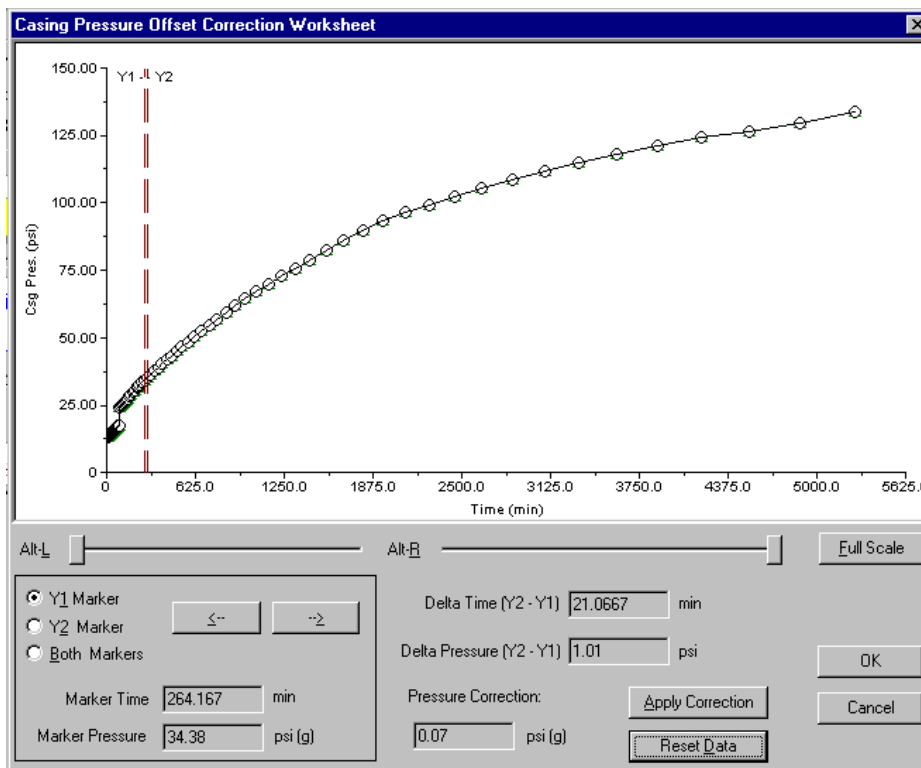 Casing Pressure Offset Correction Worksheet
Y1 - - Y2
150.00
125.00
100.00
75.00
50.00
25.00
0
Csg Pres. (psi)
0 625.0 1250.0 1875.0 2500.0 3125.0 3750.0 4375.0 5000.0 5625.0
Time (min)
Alt-L Alt-R Full Scale
Y1 Marker
Y2 Marker
Both Markers
<-- -->
Marker Time 264.167 min
Marker Pressure 34.38 psi (g)
Delta Time (Y2 - Y1) 21.0667 min
Delta Pressure (Y2 - Y1) 1.01 psi
Pressure Correction:
0.07 psi (g)
Apply Correction
Reset Data
OK
Cancel